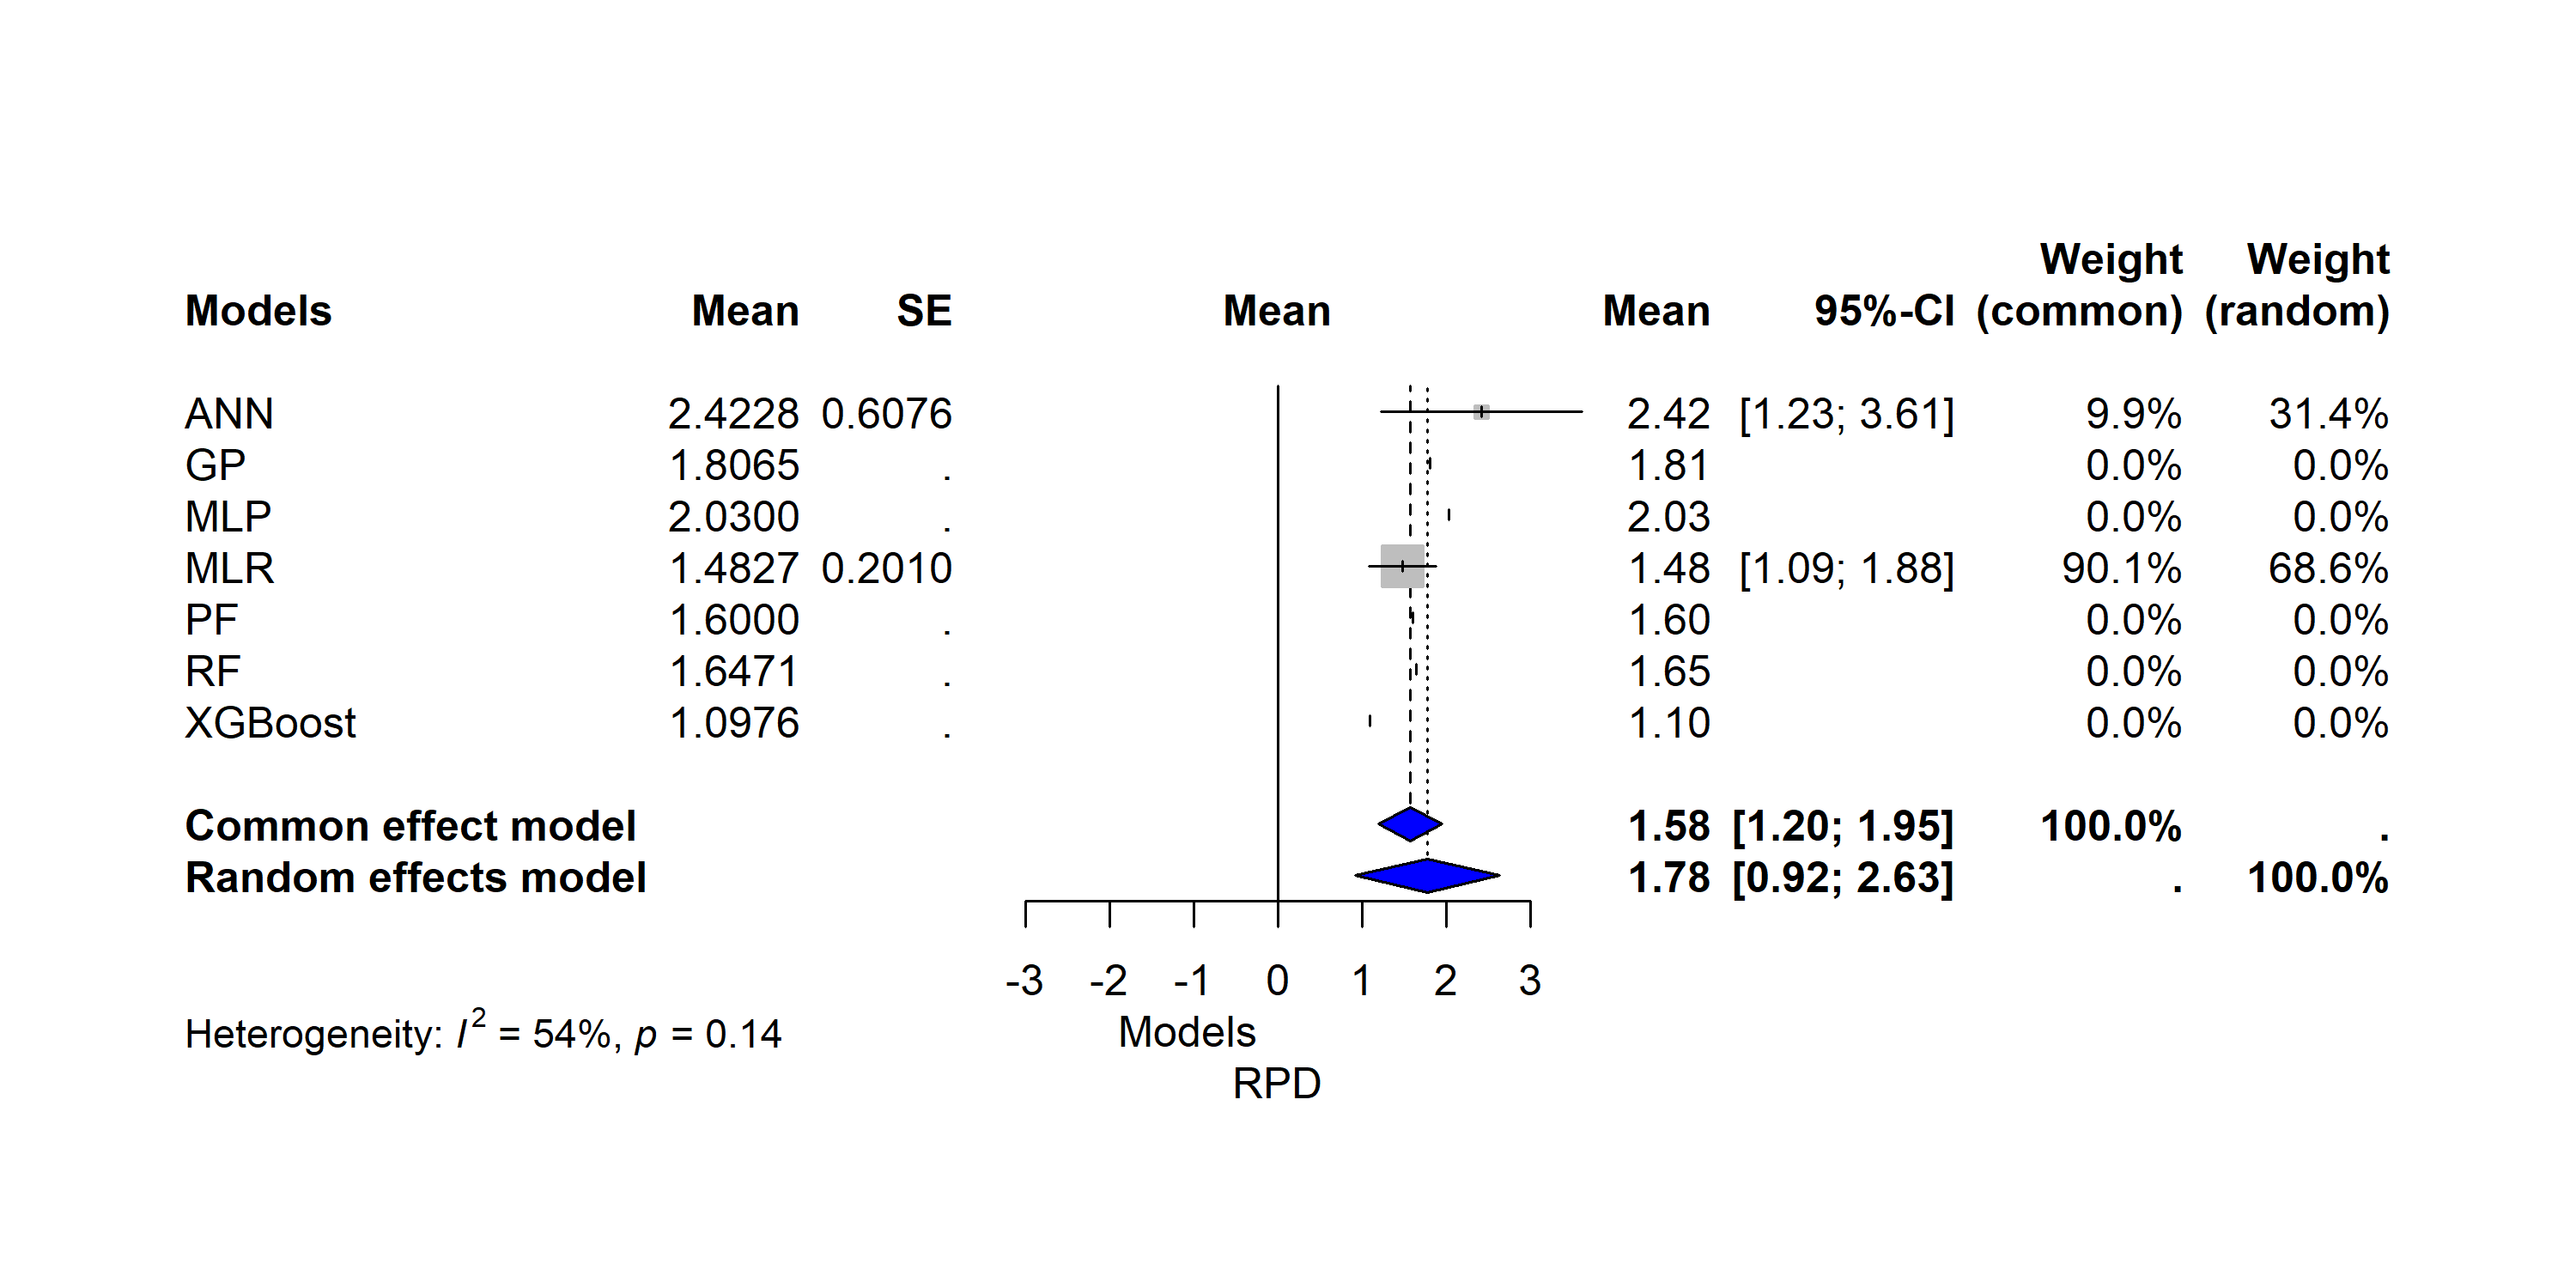 Weight Weight
Models Mean SE Mean Mean 95%-CI (common) (random)
ANN 2.4228 0.6076 2.42 [1.23; 3.61] 9.9% 31.4%
GP 1.8065 . 1.81 0.0% 0.0%
MLP 2.0300 . 2.03 0.0% 0.0%
MLR 1.4827 0.2010 1.48 [1.09; 1.88] 90.1% 68.6%
PF 1.6000 . 1.60 0.0% 0.0%
RF 1.6471 . 1.65 0.0% 0.0%
XGBoost 1.0976 . 1.10 0.0% 0.0%
Common effect model 1.58 [1.20; 1.95] 100.0% .
Random effects model 1.78 [0.92; 2.63] . 100.0%
-3 -2 -1 0 1 2 3
Heterogeneity: I² = 54%, p = 0.14 Models
RPD